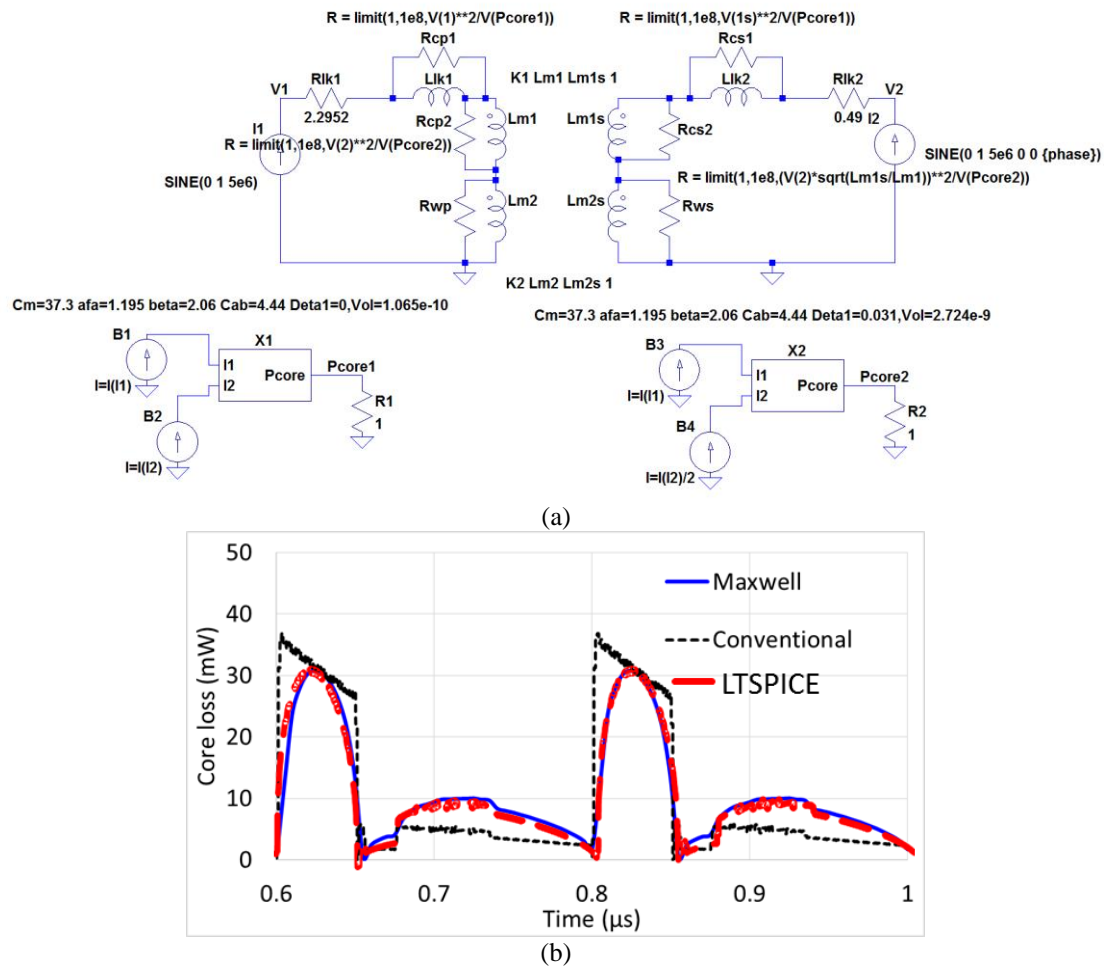 R = limit(1,1e8,V(1)**2/V(Pcore1))
R = limit(1,1e8,V(1s)**2/V(Pcore1))
Rcp1
Rcs1
V1
Rlk1
Llk1
K1 Lm1 Lm1s 1
Llk2
Rlk2
V2
2.2952
0.49
I1
Rcp2
Lm1
Lm1s
Rcs2
I2
R = limit(1,1e8,V(2)**2/V(Pcore2))
SINE(0 1 5e6)
SINE(0 1 5e6 0 0 {phase})
R = limit(1,1e8,(V(2)*sqrt(Lm1s/Lm1))**2/V(Pcore2))
Rwp
Lm2
Lm2s
Rws
K2 Lm2 Lm2s 1
Cm=37.3 afa=1.195 beta=2.06 Cab=4.44 Deta1=0,Vol=1.065e-10
Cm=37.3 afa=1.195 beta=2.06 Cab=4.44 Deta1=0.031,Vol=2.724e-9
B1
X1
I1
I2
Pcore
Pcore1
I=I(I1)
B2
R1
1
I=I(I2)
B3
X2
I1
I2
Pcore
Pcore2
I=I(I1)
B4
R2
1
I=I(I2)/2
(a)
Core loss (mW)
50
40
30
20
10
0
Maxwell
Conventional
LTSPICE
0.6
0.7
0.8
0.9
1
Time (µs)
(b)